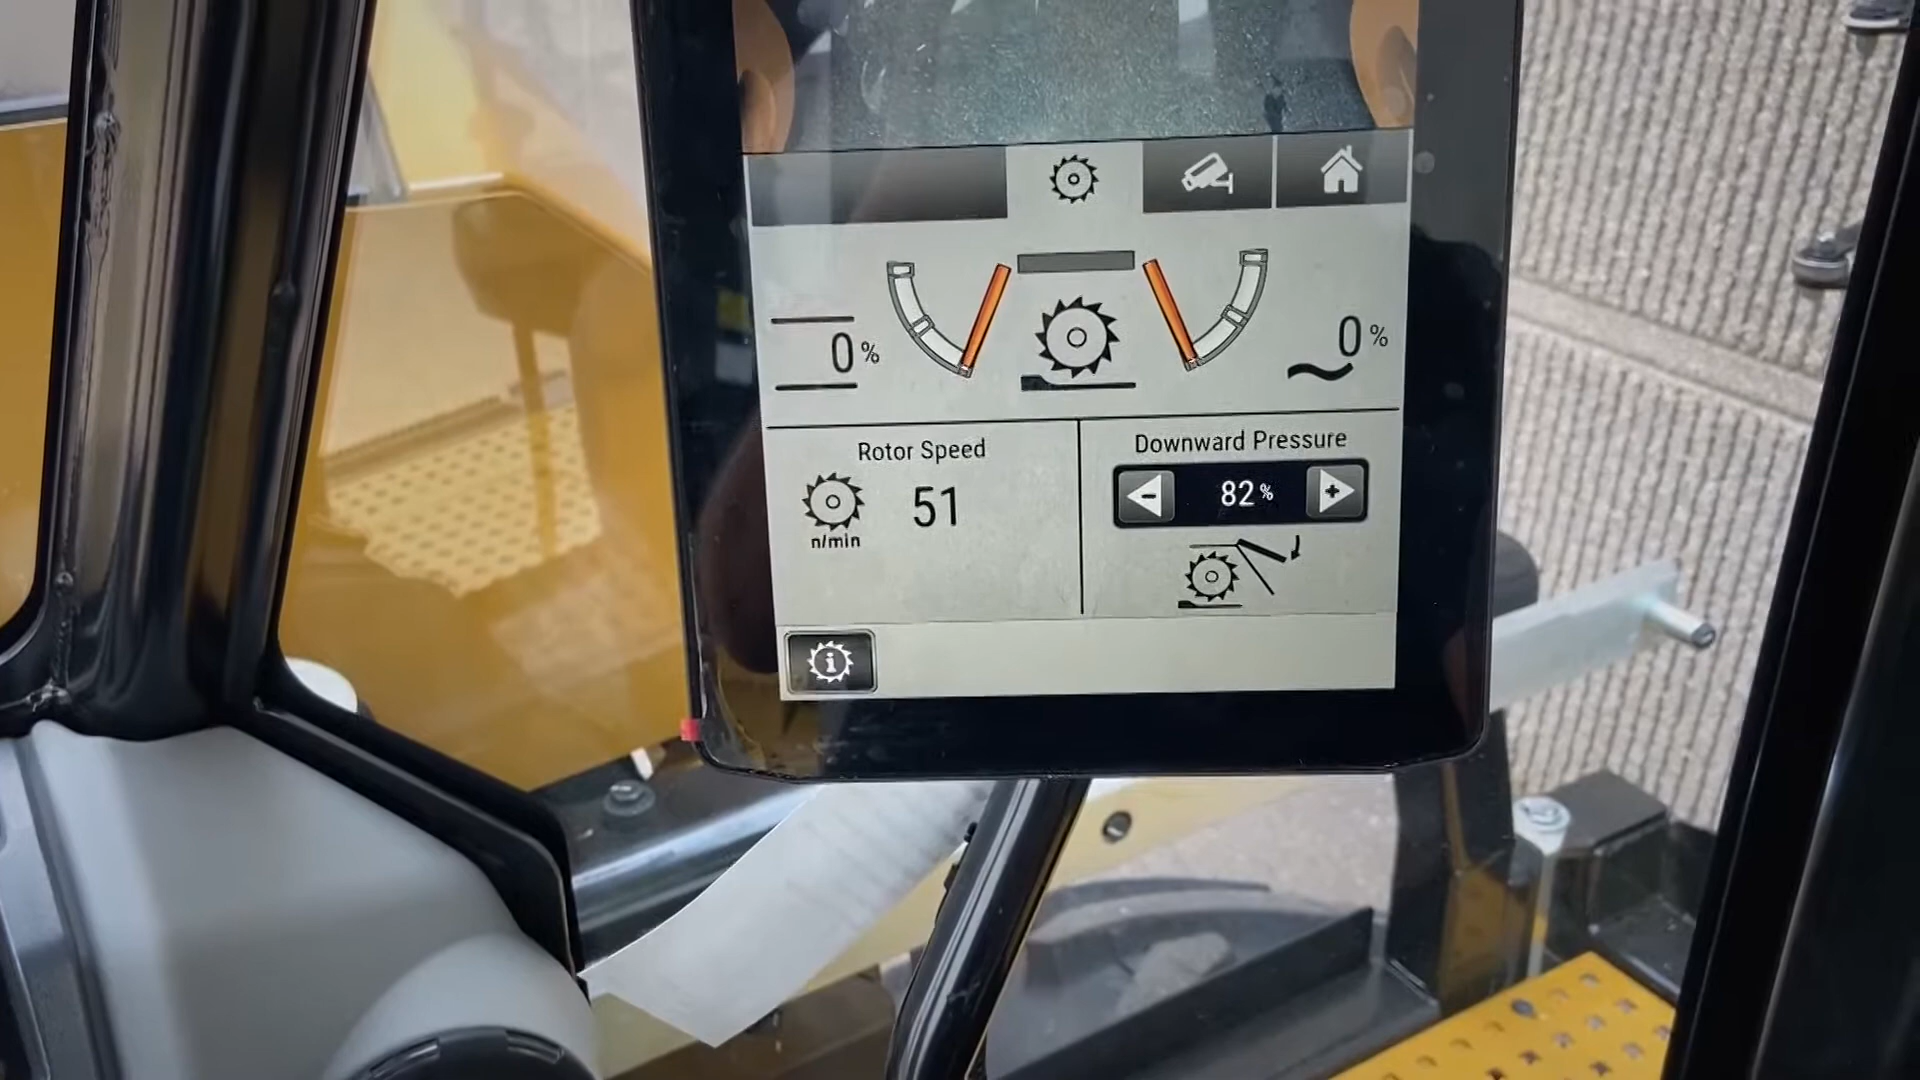 0 %
0 %
Rotor Speed
51
n/min
Downward Pressure
- 82 % +
i